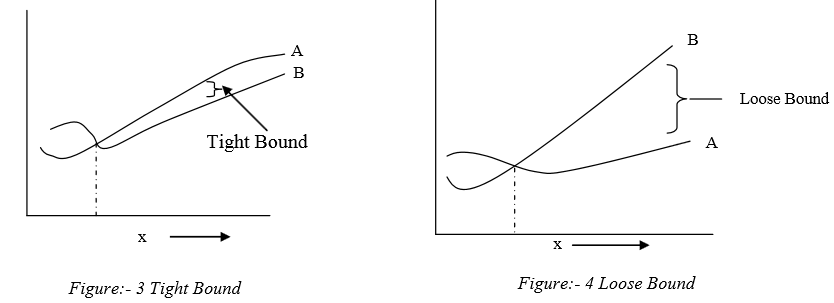 A
B
Tight Bound
x
Figure:- 3 Tight Bound
B
Loose Bound
A
x
Figure:- 4 Loose Bound